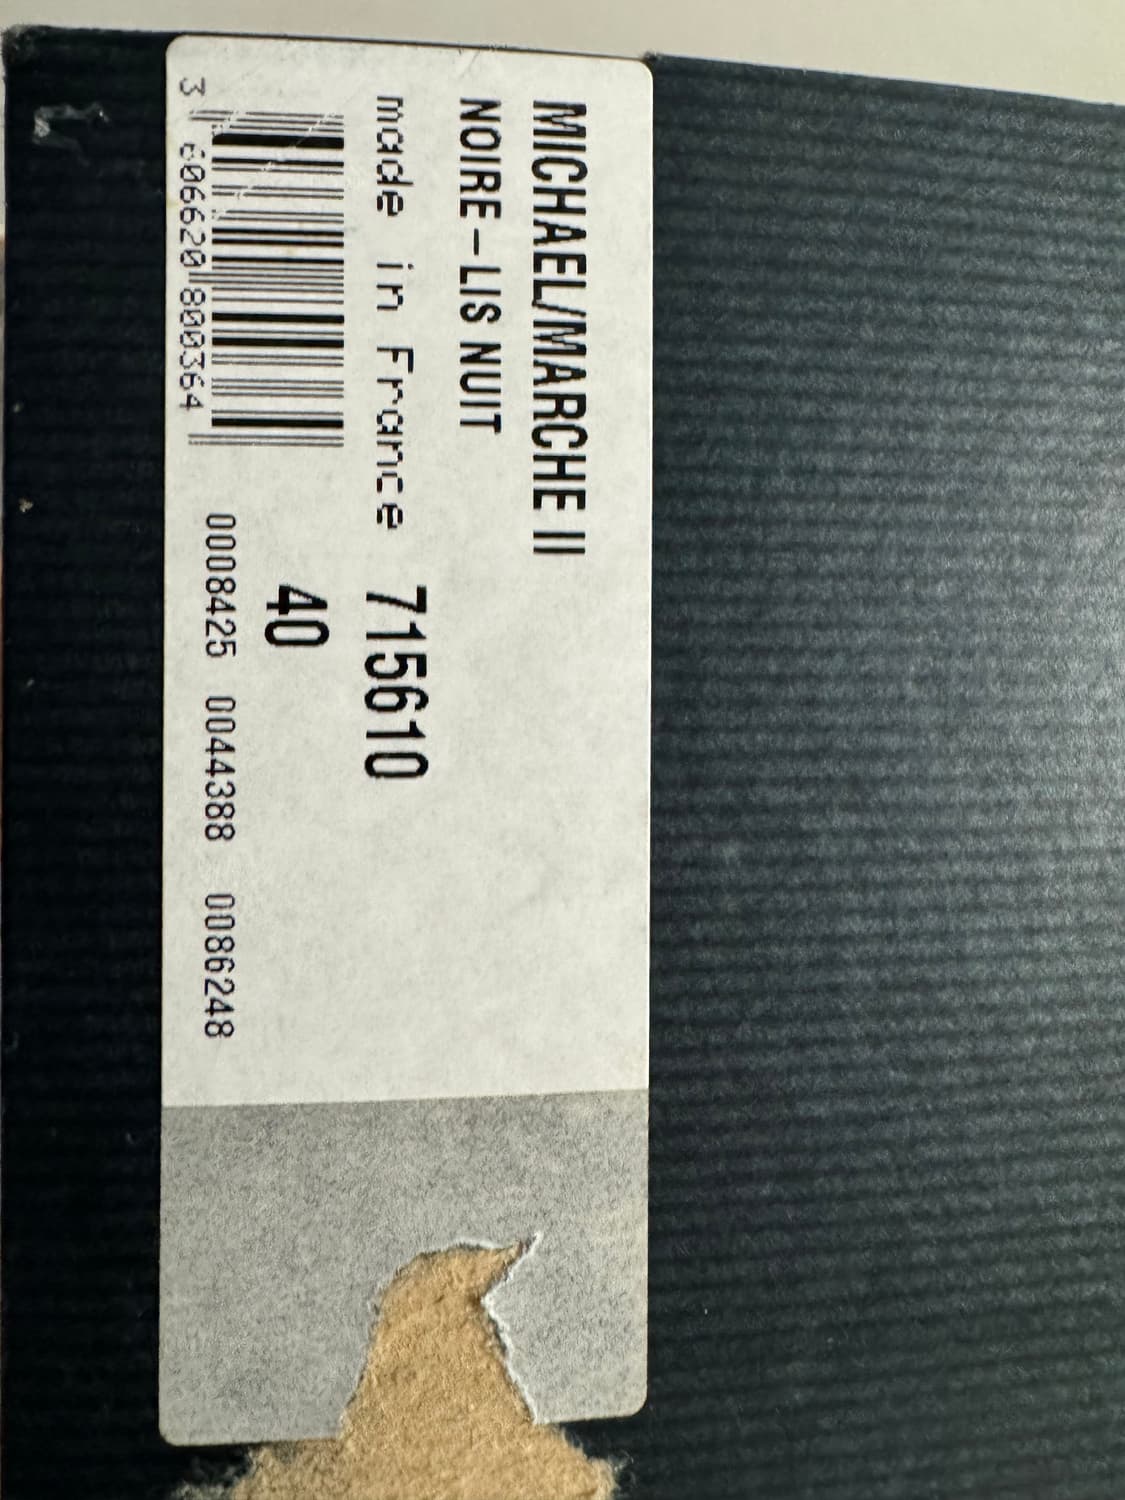 MICHAEL/MARCHE II
NOIRE-LIS NUIT
made in France 715610
40
3 606620 800364
0008425 0044388 0086248